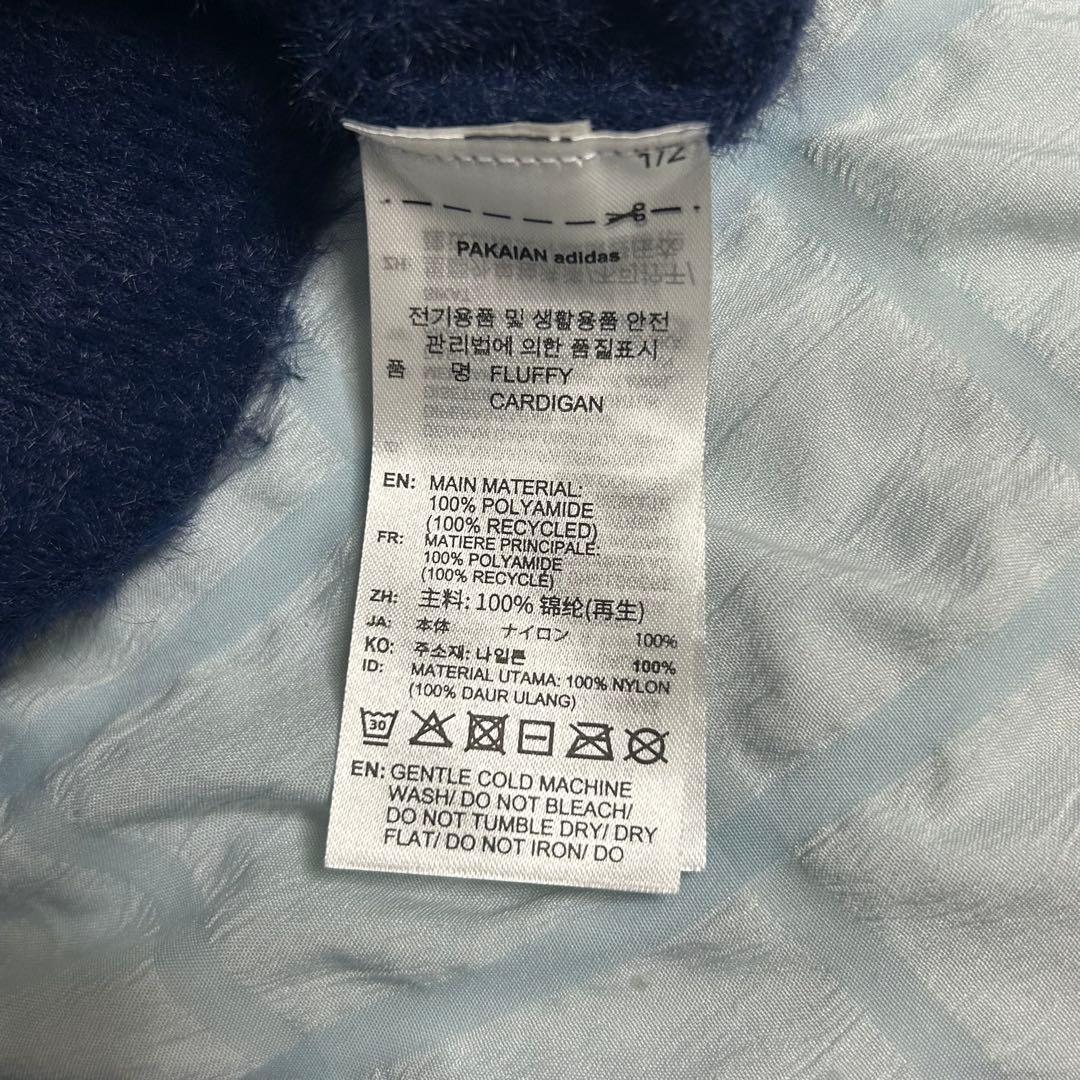 1/2
PAKAIAN adidas
전기용품 및 생활용품 안전
관리법에 의한 품질표시
품 명 FLUFFY
CARDIGAN
EN: MAIN MATERIAL:
100% POLYAMIDE
(100% RECYCLED)
FR: MATIERE PRINCIPALE:
100% POLYAMIDE
(100% RECYCLÉ)
ZH: 主料: 100% 锦纶(再生)
JA: 本体 ナイロン 100%
KO: 주소재: 나일론 100%
ID: MATERIAL UTAMA: 100% NYLON
(100% DAUR ULANG)
30
EN: GENTLE COLD MACHINE
WASH/ DO NOT BLEACH/
DO NOT TUMBLE DRY/ DRY
FLAT/ DO NOT IRON/ DO